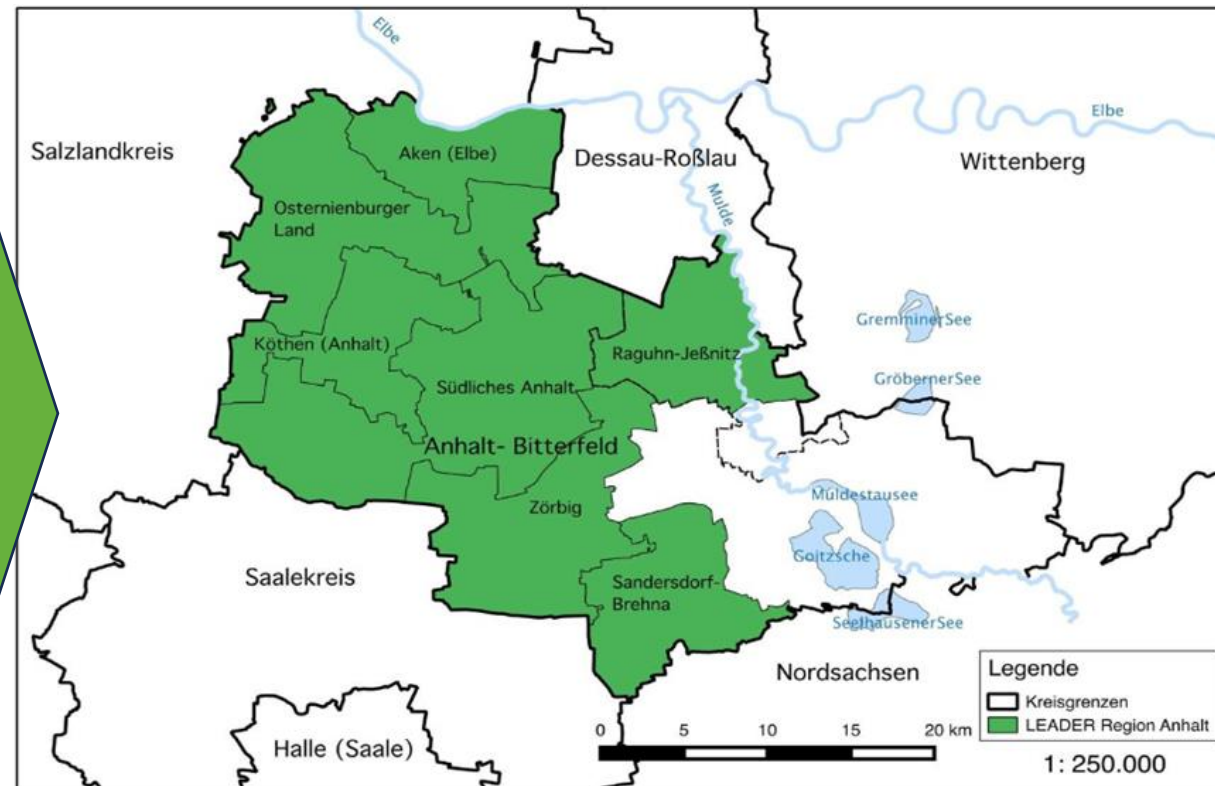 Elbe
Elbe
Salzlandkreis
Aken (Elbe)
Dessau-Roßlau
Wittenberg
Mulde
Osternienburger
Land
GremminerSee
Köthen (Anhalt)
Raguhn-Jeßnitz
GröbernerSee
Südliches Anhalt
Anhalt- Bitterfeld
Zörbig
Muldestausee
Goitzsche
Saalekreis
Sandersdorf-
Brehna
SeelhausenerSee
Nordsachsen
Halle (Saale)
Legende
Kreisgrenzen
LEADER Region Anhalt
0 5 10 15 20 km
1: 250.000